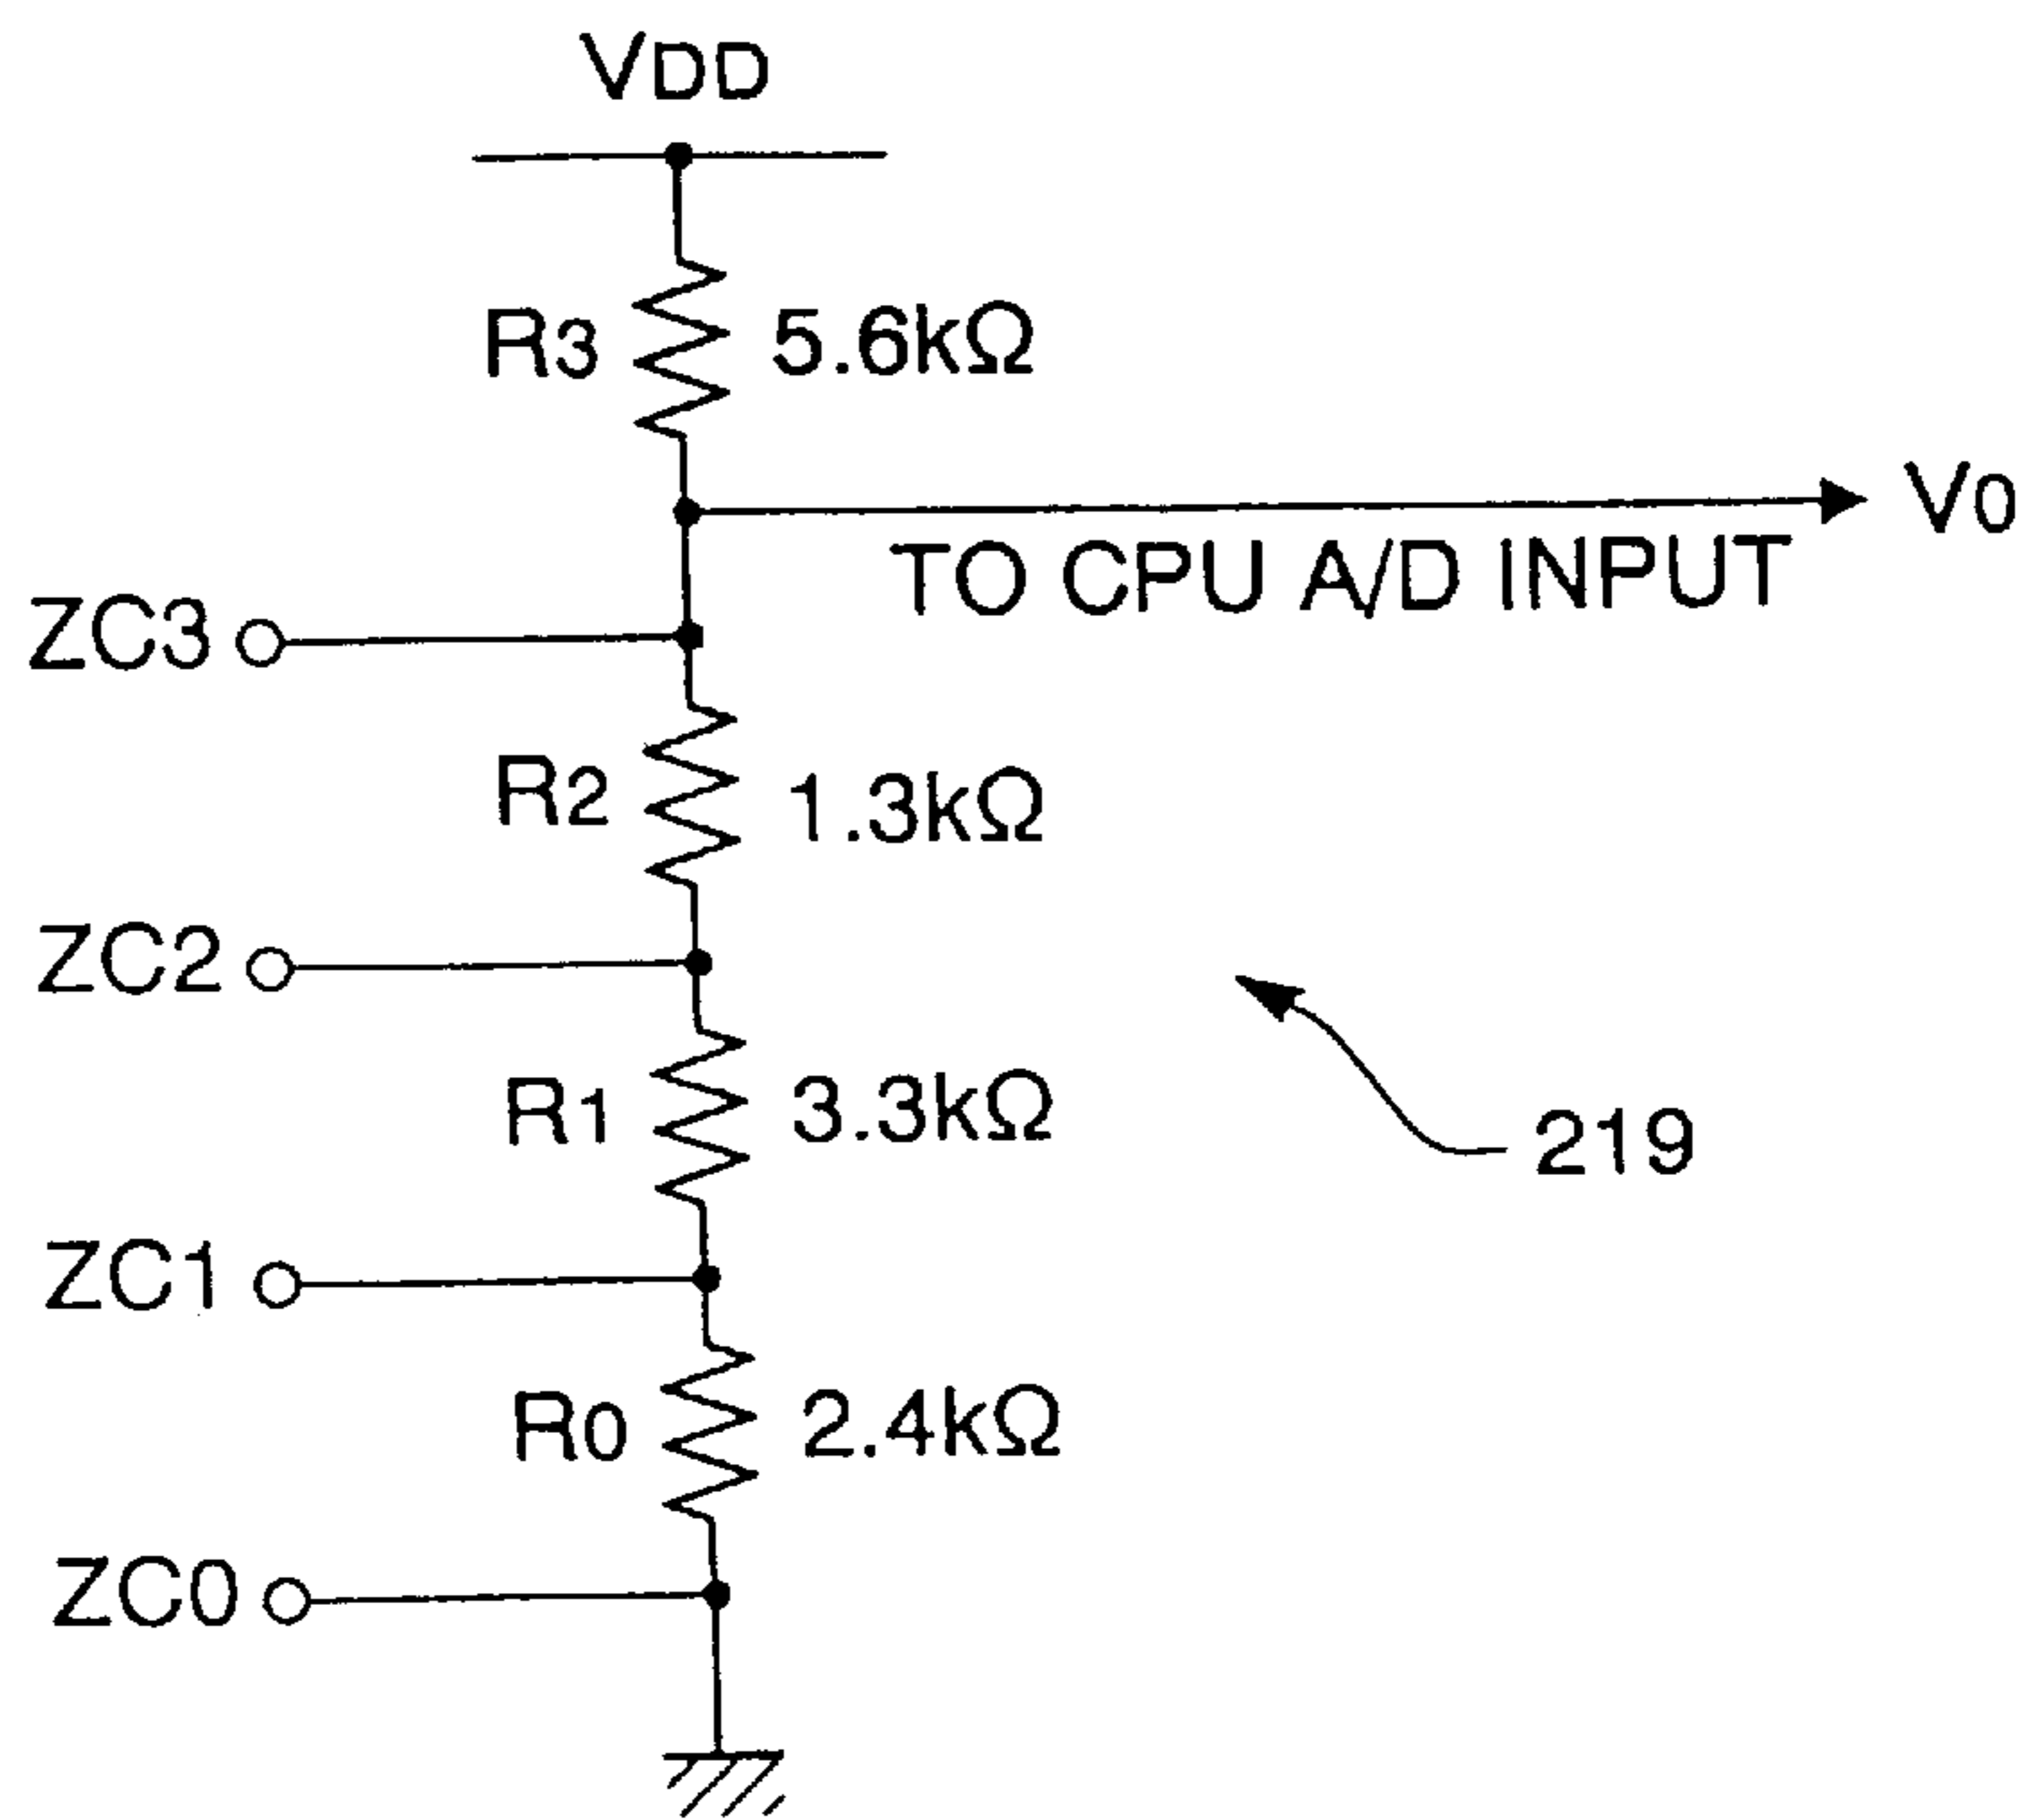 VDD
R3 5.6kΩ
V0
TO CPU A/D INPUT
ZC3
R2 1.3kΩ
ZC2
R1 3.3kΩ
219
ZC1
R0 2.4kΩ
ZC0